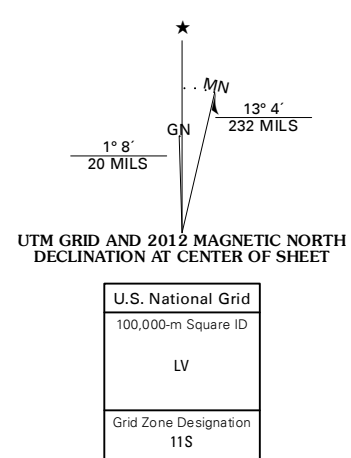 ★
MN
13° 4´
232 MILS
GN
1° 8´
20 MILS
UTM GRID AND 2012 MAGNETIC NORTH
DECLINATION AT CENTER OF SHEET
U.S. National Grid
100,000-m Square ID
LV
Grid Zone Designation
11S